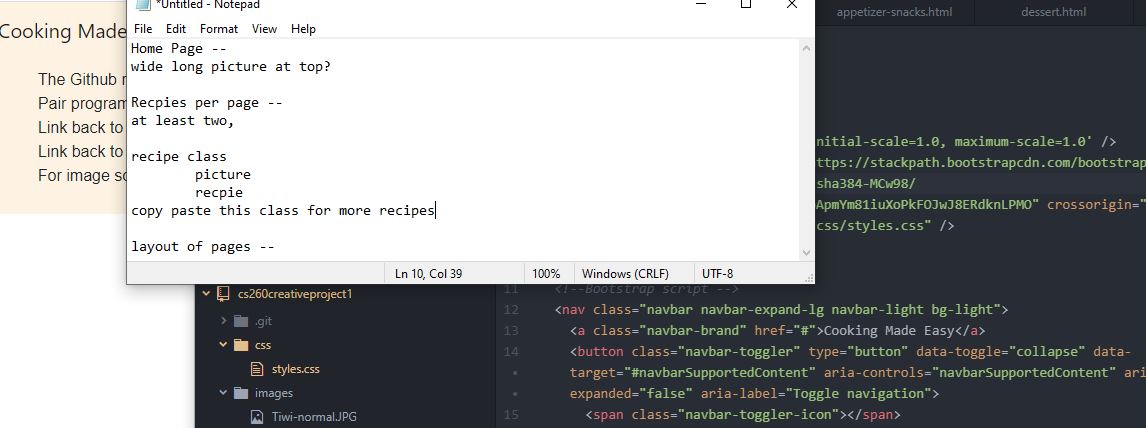 *Untitled - Notepad
File Edit Format View Help
Home Page --
wide long picture at top?
Recpies per page --
at least two,
recipe class
picture
recpie
copy paste this class for more recipes
layout of pages --
Ln 10, Col 39 100% Windows (CRLF) UTF-8
Cooking Made
The Github
Pair program
Link back to
Link back to
For image
appetizer-snacks.html dessert.html
nitial-scale=1.0, maximum-scale=1.0' />
ttps://stackpath.bootstrapcdn.com/bootstrap
sha384-MCw98/
ApmYm81iuXoPkFOJwJ8ERdknLPMO" crossorigin="
css/styles.css" />
cs260creativeproject1
.git
css
styles.css
images
Tiwi-normal.JPG
11 <!--Bootstrap script -->
12 <nav class="navbar navbar-expand-lg navbar-light bg-light">
13 <a class="navbar-brand" href="#">Cooking Made Easy</a>
14 <button class="navbar-toggler" type="button" data-toggle="collapse" data-
target="#navbarSupportedContent" aria-controls="navbarSupportedContent" ari
expanded="false" aria-label="Toggle navigation">
15 <span class="navbar-toggler-icon"></span>